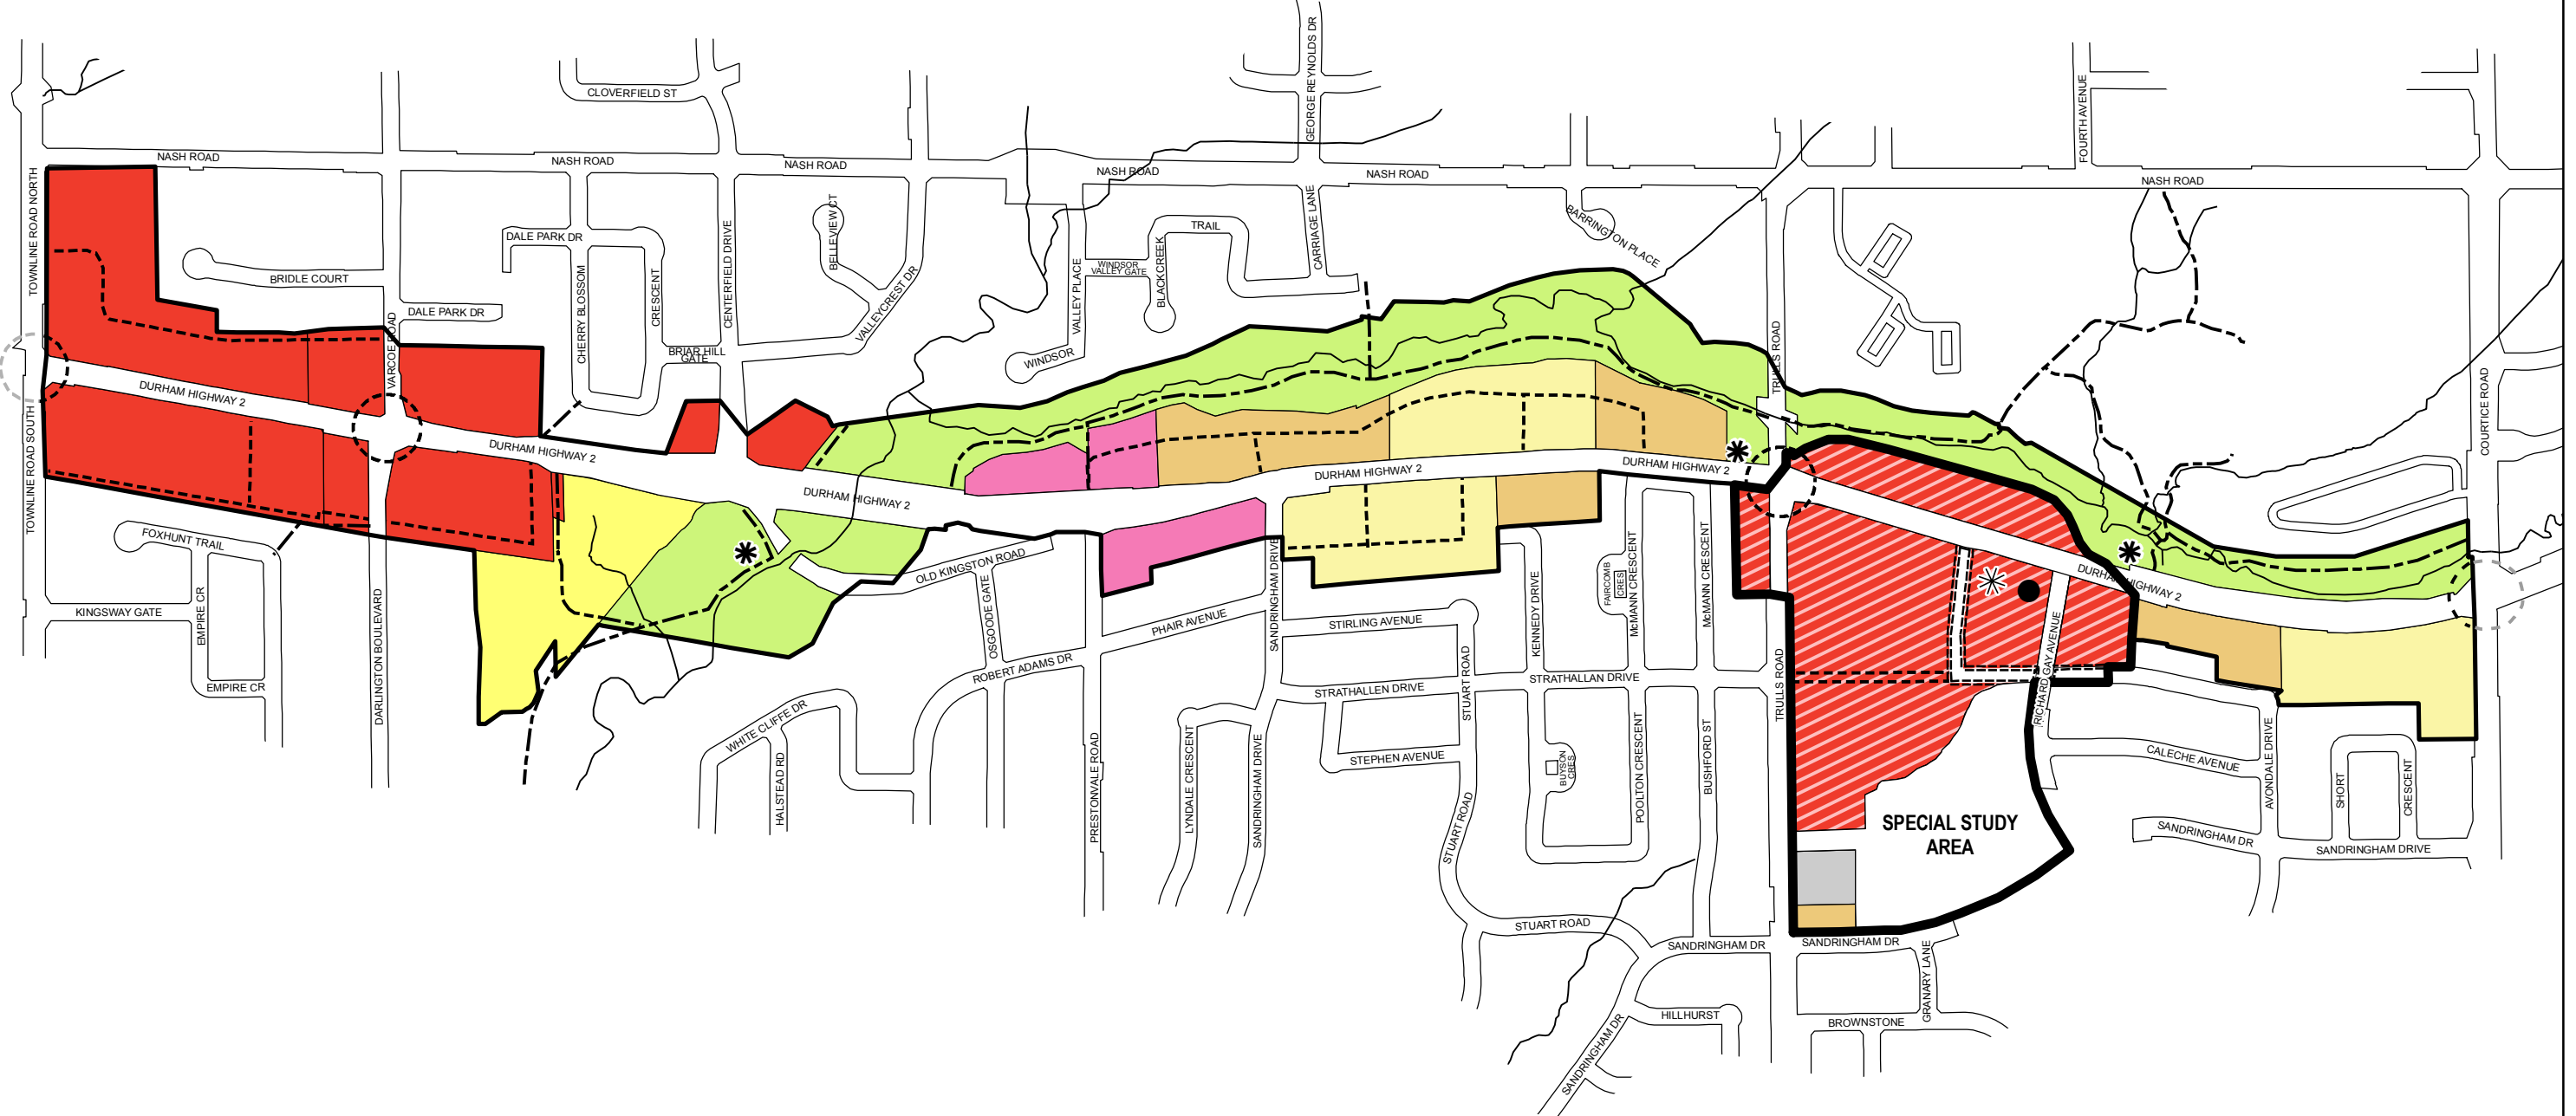 GEORGE REYNOLDS DR
CLOVERFIELD ST
FOURTH AVENUE
NASH ROAD
NASH ROAD
NASH ROAD
NASH ROAD
NASH ROAD
NASH ROAD
TOWNLINE ROAD NORTH
BRIDLE COURT
DALE PARK DR
DALE PARK DR
VARCOE ROAD
CHERRY BLOSSOM
CRESCENT
BRIAR HILL
GATE
CENTERFIELD DRIVE
BELLEVIEW CT
VALLEYCREST DR
VALLEY PLACE
WINDSOR
WINDSOR
VALLEY GATE
BLACKCREEK
TRAIL
CARRIAGE LANE
BARRINGTON PLACE
TRULLS ROAD
COURTICE ROAD
DURHAM HIGHWAY 2
DURHAM HIGHWAY 2
DURHAM HIGHWAY 2
DURHAM HIGHWAY 2
DURHAM HIGHWAY 2
DURHAM HIGHWAY 2
TOWNLINE ROAD SOUTH
FOXHUNT TRAIL
KINGSWAY GATE
EMPIRE CR
EMPIRE CR
DARLINGTON BOULEVARD
OLD KINGSTON ROAD
OSGOODE GATE
ROBERT ADAMS DR
WHITE CLIFFE DR
HALSTEAD RD
PRESTONVALE ROAD
PHAIR AVENUE
SANDRINGHAM DRIVE
STIRLING AVENUE
STRATHALLEN DRIVE
STEPHEN AVENUE
LYNDALE CRESCENT
SANDRINGHAM DRIVE
STUART ROAD
STUART ROAD
STUART ROAD
KENNEDY DRIVE
FAIRCOMB
CRES
McMANN CRESCENT
McMANN CRESCENT
STRATHALLAN DRIVE
BUYSON
CRES
POOLTON CRESCENT
BUSHFORD ST
TRULLS ROAD
RICHARD GAY AVENUE
CALECHE AVENUE
AVONDALE DRIVE
SHORT
CRESCENT
SANDRINGHAM DR
SANDRINGHAM DRIVE
SPECIAL STUDY
AREA
SANDRINGHAM DR
SANDRINGHAM DR
GRANARY LANE
HILLHURST
BROWNSTONE
SANDRINGHAM DR